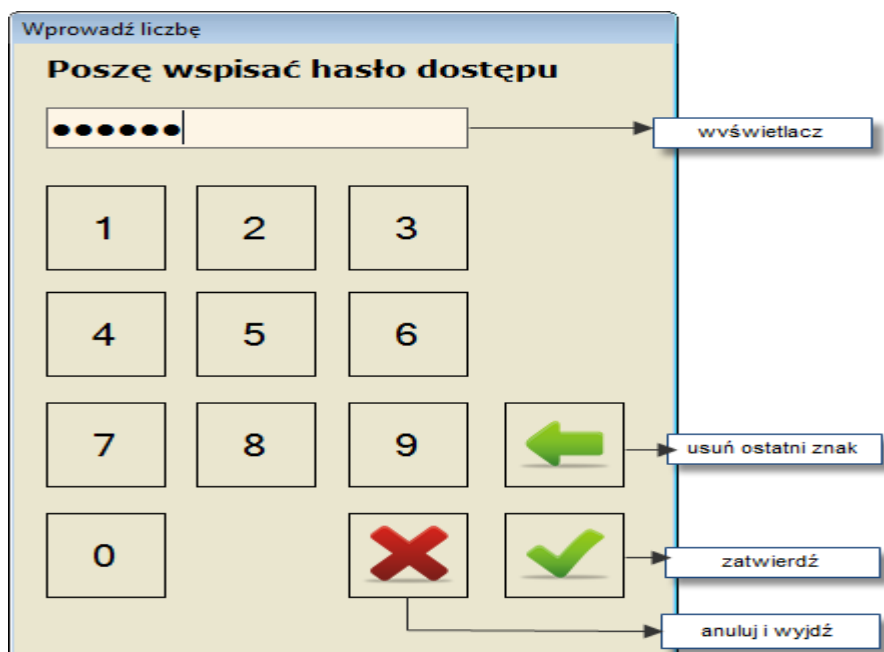 Wprowadź liczbę
Poszę wspisać hasło dostępu
wvświetlacz
1 2 3
4 5 6
7 8 9
usuń ostatni znak
0
zatwierdź
anuluj i wyjdź